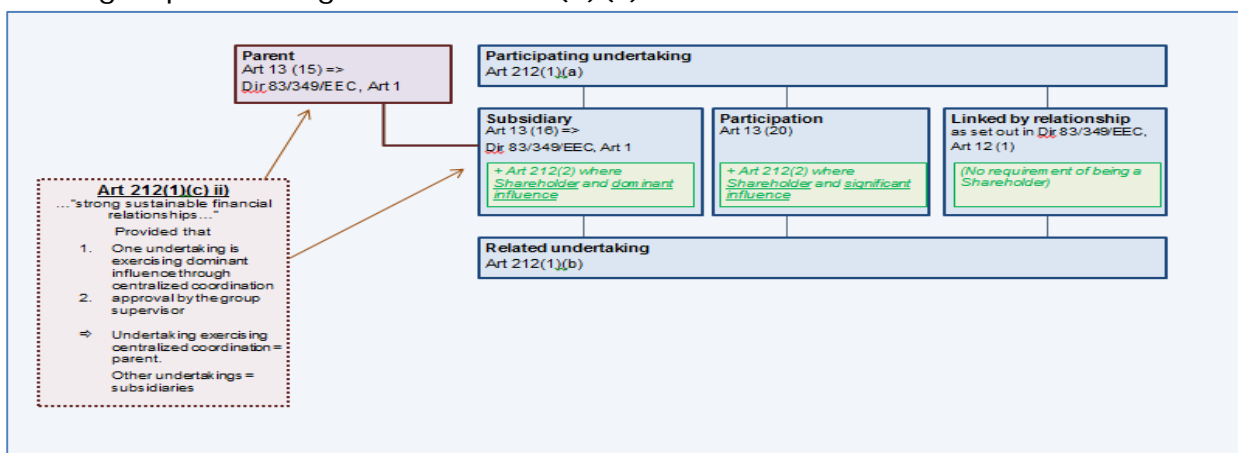 Parent
Art 13 (15) =>
Dir 83/349/EEC, Art 1
Participating undertaking
Art 212(1)(a)
Subsidiary
Art 13 (16) =>
Dir 83/349/EEC, Art 1
+ Art 212(2) where
Shareholder and dominant
influence
Participation
Art 13 (20)
+ Art 212(2) where
Shareholder and significant
influence
Linked by relationship
as set out in Dir 83/349/EEC,
Art 12 (1)
(No requirement of being a
Shareholder)
Related undertaking
Art 212(1)(b)
Art 212(1)(c) ii)
…"strong sustainable financial
relationships…"
Provided that
1. One undertaking is
exercising dominant
influence through
centralized coordination
2. approval by the group
supervisor
⇨ Undertaking exercising
centralized coordination =
parent.
Other undertakings =
subsidiaries